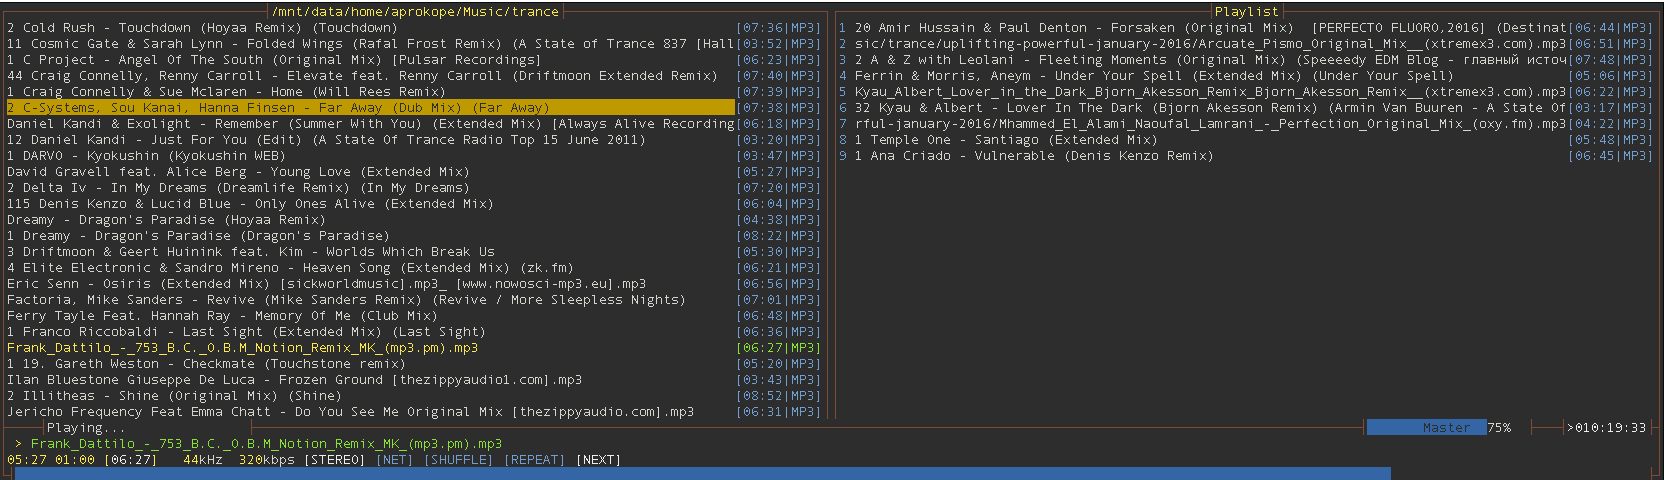 /mnt/data/home/aprokope/Music/trance
2 Cold Rush - Touchdown (Hoyaa Remix) (Touchdown) [07:36|MP3]
11 Cosmic Gate & Sarah Lynn - Folded Wings (Rafal Frost Remix) (A State of Trance 837 [Hall[03:52|MP3]
1 C Project - Angel Of The South (Original Mix) [Pulsar Recordings] [06:23|MP3]
44 Craig Connelly, Renny Carroll - Elevate feat. Renny Carroll (Driftmoon Extended Remix) [07:40|MP3]
1 Craig Connelly & Sue Mclaren - Home (Will Rees Remix) [07:39|MP3]
2 C-Systems, Sou Kanai, Hanna Finsen - Far Away (Dub Mix) (Far Away) [07:38|MP3]
Daniel Kandi & Exolight - Remember (Summer With You) (Extended Mix) [Always Alive Recording[06:18|MP3]
12 Daniel Kandi - Just For You (Edit) (A State Of Trance Radio Top 15 June 2011) [03:20|MP3]
1 DARVO - Kyokushin (Kyokushin WEB) [03:47|MP3]
David Gravell feat. Alice Berg - Young Love (Extended Mix) [05:27|MP3]
2 Delta Iv - In My Dreams (Dreamlife Remix) (In My Dreams) [07:20|MP3]
115 Denis Kenzo & Lucid Blue - Only Ones Alive (Extended Mix) [06:04|MP3]
Dreamy - Dragon's Paradise (Hoyaa Remix) [04:38|MP3]
1 Dreamy - Dragon's Paradise (Dragon's Paradise) [08:22|MP3]
3 Driftmoon & Geert Huinink feat. Kim - Worlds Which Break Us [05:30|MP3]
4 Elite Electronic & Sandro Mireno - Heaven Song (Extended Mix) (zk.fm) [06:21|MP3]
Eric Senn - Osiris (Extended Mix) [sickworldmusic].mp3_ [www.nowosci-mp3.eu].mp3 [06:56|MP3]
Factoria, Mike Sanders - Revive (Mike Sanders Remix) (Revive / More Sleepless Nights) [07:01|MP3]
Ferry Tayle Feat. Hannah Ray - Memory Of Me (Club Mix) [06:48|MP3]
1 Franco Riccobaldi - Last Sight (Extended Mix) (Last Sight) [06:36|MP3]
Frank_Dattilo_-_753_B.C._O.B.M_Notion_Remix_MK_(mp3.pm).mp3 [06:27|MP3]
1 19. Gareth Weston - Checkmate (Touchstone remix) [05:20|MP3]
Ilan Bluestone Giuseppe De Luca - Frozen Ground [thezippyaudio1.com].mp3 [03:43|MP3]
2 Illitheas - Shine (Original Mix) (Shine) [08:52|MP3]
Jericho Frequency Feat Emma Chatt - Do You See Me Original Mix [thezippyaudio.com].mp3 [06:31|MP3]
Playlist
1 20 Amir Hussain & Paul Denton - Forsaken (Original Mix)  [PERFECTO FLUORO,2016] (Destinat[06:44|MP3]
2 sic/trance/uplifting-powerful-january-2016/Arcuate_Pismo_Original_Mix__(xtremex3.com).mp3[06:51|MP3]
3 2 A & Z with Leolani - Fleeting Moments (Original Mix) (Speeeedy EDM Blog - главный источ[07:48|MP3]
4 Ferrin & Morris, Aneym - Under Your Spell (Extended Mix) (Under Your Spell) [05:06|MP3]
5 Kyau_Albert_Lover_in_the_Dark_Bjorn_Akesson_Remix_Bjorn_Akesson_Remix__(xtremex3.com).mp3[06:22|MP3]
6 32 Kyau & Albert - Lover In The Dark (Bjorn Akesson Remix) (Armin Van Buuren - A State Of[03:17|MP3]
7 rful-january-2016/Mhammed_El_Alami_Naoufal_Lamrani_-_Perfection_Original_Mix_(oxy.fm).mp3[04:22|MP3]
8 1 Temple One - Santiago (Extended Mix) [05:48|MP3]
9 1 Ana Criado - Vulnerable (Denis Kenzo Remix) [06:45|MP3]
Playing... Master 75% >010:19:33
> Frank_Dattilo_-_753_B.C._O.B.M_Notion_Remix_MK_(mp3.pm).mp3
05:27 01:00 [06:27] 44kHz 320kbps [STEREO] [NET] [SHUFFLE] [REPEAT] [NEXT]